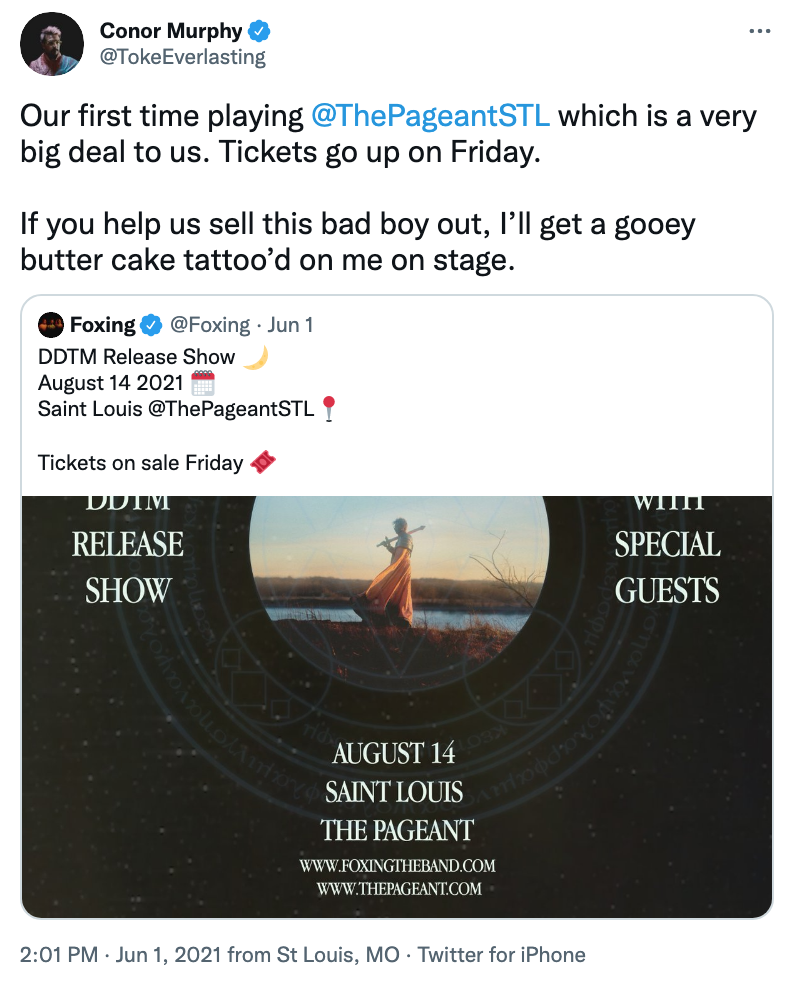 Conor Murphy
@TokeEverlasting
Our first time playing @ThePageantSTL which is a very
big deal to us. Tickets go up on Friday.
If you help us sell this bad boy out, I’ll get a gooey
butter cake tattoo’d on me on stage.
Foxing @Foxing · Jun 1
DDTM Release Show 🌙
August 14 2021 🗓
Saint Louis @ThePageantSTL 📍
Tickets on sale Friday 🎟
DDTM
RELEASE
SHOW
WITH
SPECIAL
GUESTS
AUGUST 14
SAINT LOUIS
THE PAGEANT
WWW.FOXINGTHEBAND.COM
WWW.THEPAGEANT.COM
2:01 PM · Jun 1, 2021 from St Louis, MO · Twitter for iPhone